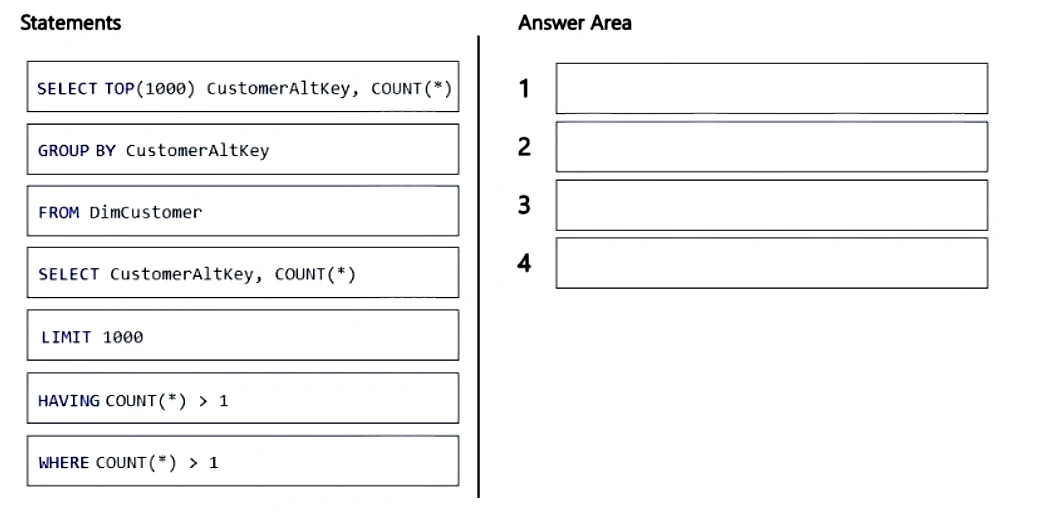 Statements
Answer Area
SELECT TOP(1000) CustomerAltKey, COUNT(*)
GROUP BY CustomerAltKey
FROM DimCustomer
SELECT CustomerAltKey, COUNT(*)
LIMIT 1000
HAVING COUNT(*) > 1
WHERE COUNT(*) > 1
1
2
3
4